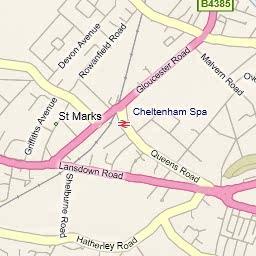 B4385
Devon Avenue
Rowanfield Road
Gloucester Road
Malvern Road
Cheltenham Spa
St Marks
Griffiths Avenue
Lansdown Road
Queens Road
Shelburne Road
Hatherley Road